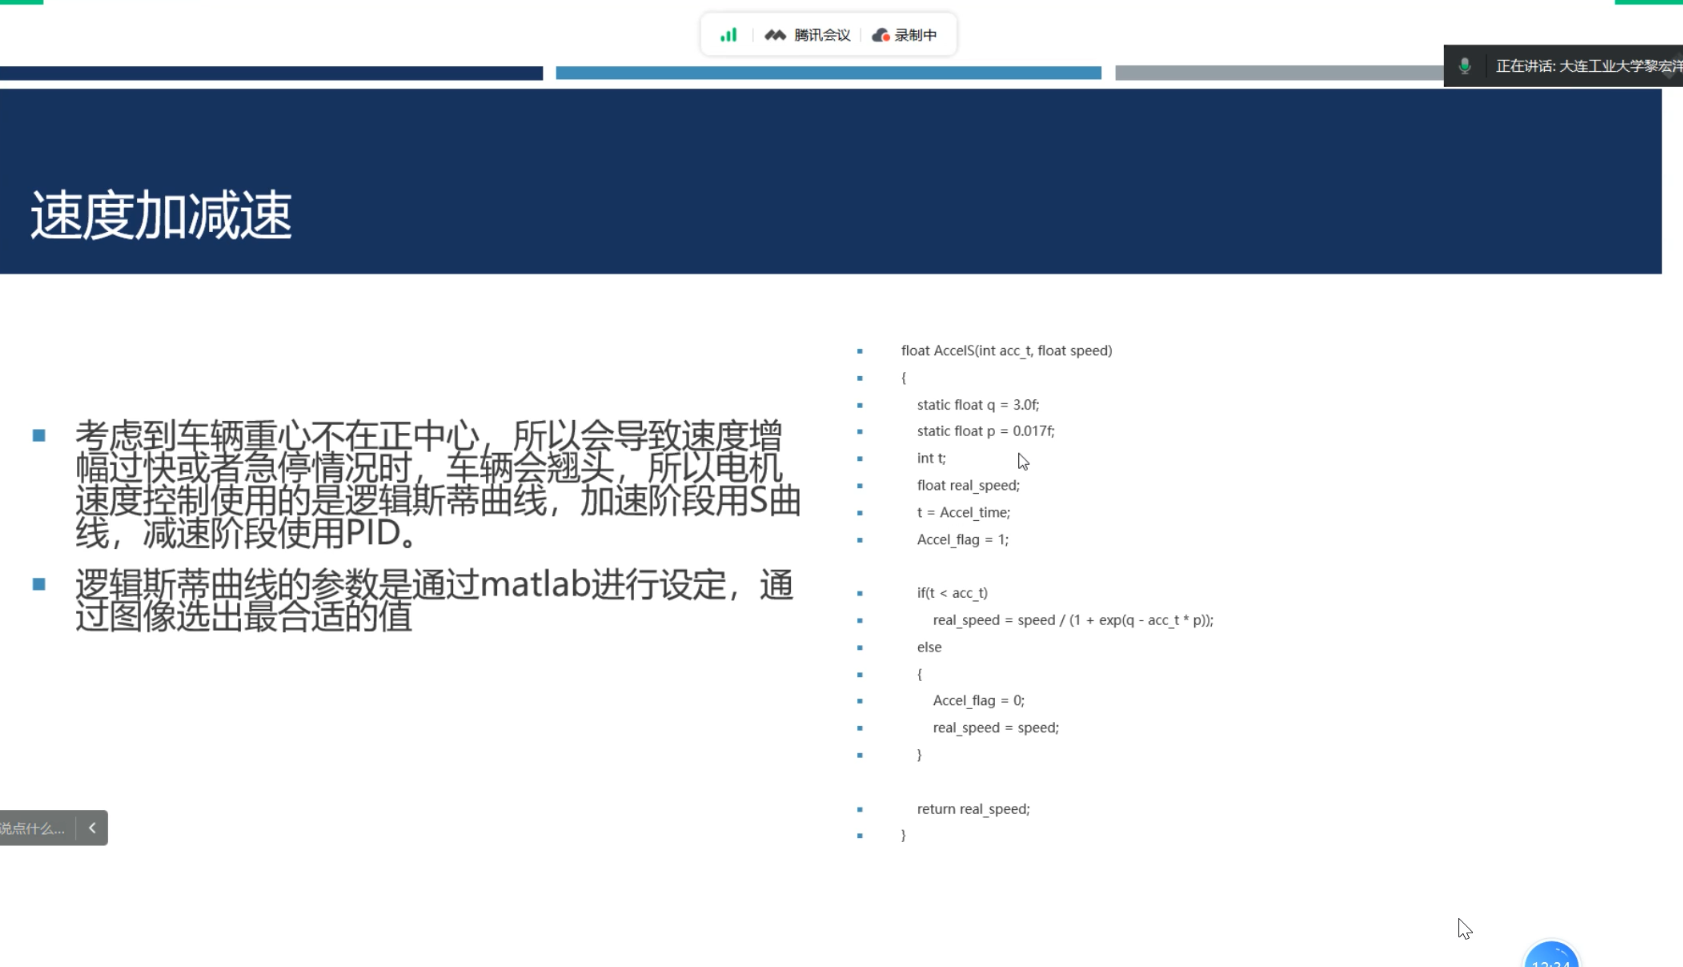 腾讯会议
录制中
正在讲话: 大连工业大学黎宏洋
速度加减速
考虑到车辆重心不在正中心，所以会导致速度增
幅过快或者急停情况时，车辆会翘头，所以电机
速度控制使用的是逻辑斯蒂曲线，加速阶段用S曲
线，减速阶段使用PID。
逻辑斯蒂曲线的参数是通过matlab进行设定，通
过图像选出最合适的值
float AccelS(int acc_t, float speed)
{
static float q = 3.0f;
static float p = 0.017f;
int t;
float real_speed;
t = Accel_time;
Accel_flag = 1;
if(t < acc_t)
real_speed = speed / (1 + exp(q - acc_t * p));
else
{
Accel_flag = 0;
real_speed = speed;
}
return real_speed;
}
说点什么...